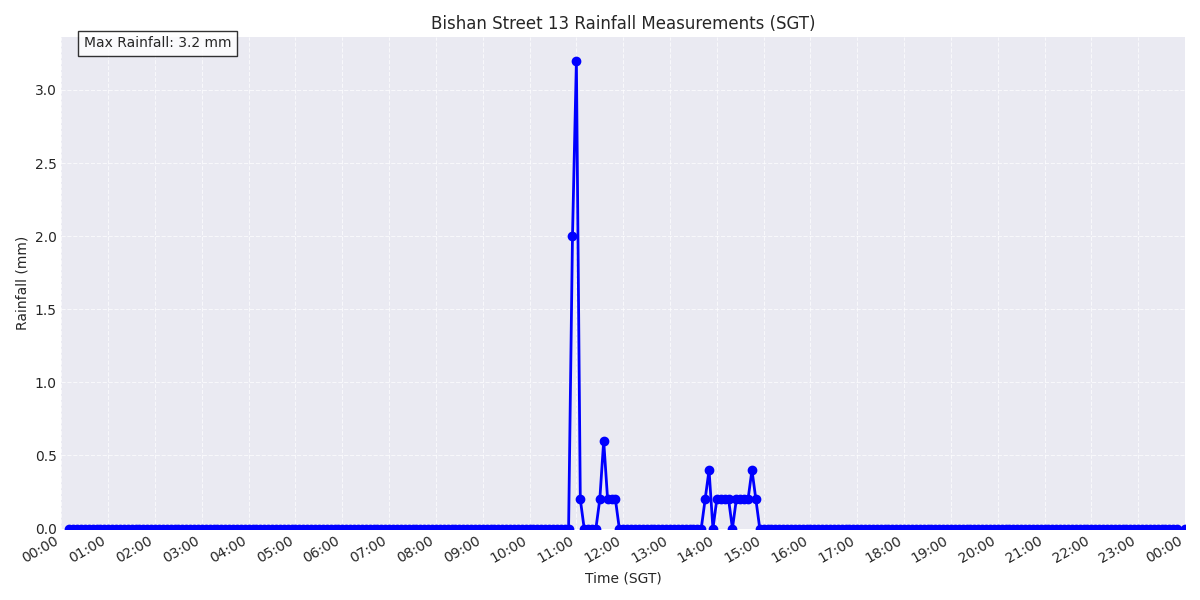 Bishan Street 13 Rainfall Measurements (SGT)
Max Rainfall: 3.2 mm
3.0
2.5
2.0
1.5
1.0
0.5
0.0
Rainfall (mm)
00:00 01:00 02:00 03:00 04:00 05:00 06:00 07:00 08:00 09:00 10:00 11:00 12:00 13:00 14:00 15:00 16:00 17:00 18:00 19:00 20:00 21:00 22:00 23:00 00:00
Time (SGT)